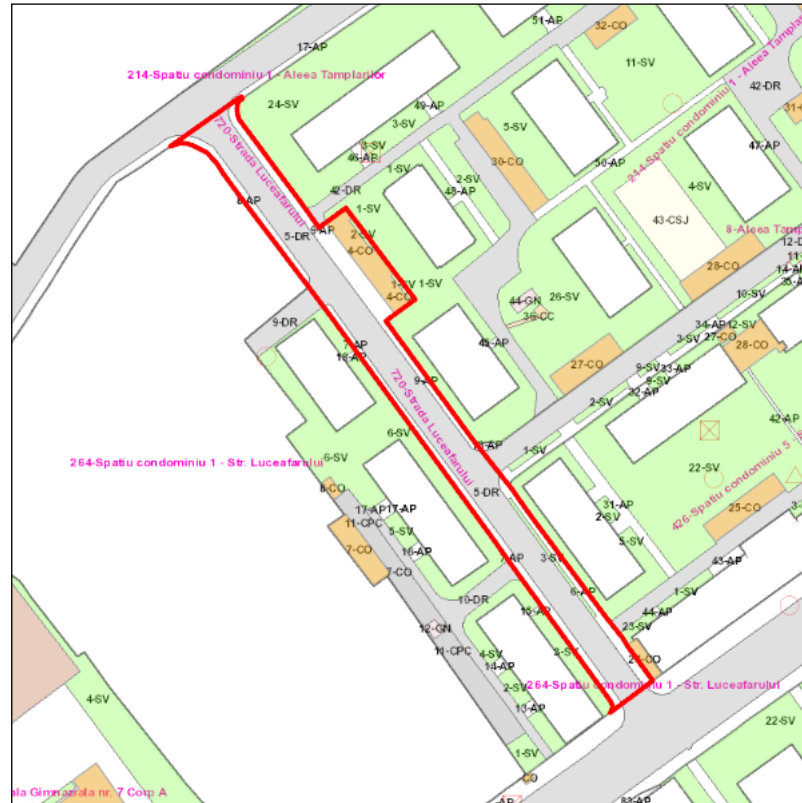 51-AP
32-CO
17-AP
11-SV
214-Spatiu condominiu 1 - Aleea Tamplarilor
42-DR
24-SV
49-AP
3-SV
5-SV
720-Strada Luceafarului
3-SV
46-AP
30-CO
47-AP
1-SV
50-AP
2-SV
48-AP
4-SV
42-DR
8-AP
1-SV
43-CSJ
5-DR
2-SV
4-CO
8-Aleea Tamp
28-CO
1-SV
1-SV
4-CO
26-SV
44-GN
36-CC
10-SV
9-DR
34-AP
12-SV
27-CO
28-CO
7-AP
18-AP
45-AP
3-SV
27-CO
9-SV
33-AP
9-SV
32-AP
9-AP
720-Strada Luceafarului
2-SV
42-AP
6-SV
1-SV
6-SV
264-Spatiu condominiu 1 - Str. Luceafarului
22-SV
5-DR
426-Spatiu condominiu 5 - S
8-CO
17-AP
17-AP
31-AP
2-SV
25-CO
11-CPC
5-SV
5-SV
7-CO
16-AP
7-AP
3-SV
43-AP
7-CO
6-AP
1-SV
10-DR
15-AP
44-AP
12-GN
23-SV
11-CPC
4-SV
3-SV
14-AP
264-Spatiu condominiu 1 - Str. Luceafarului
2-SV
4-SV
13-AP
22-SV
1-SV
CO
ala Gimnaziala nr. 7 Corp A
-AP